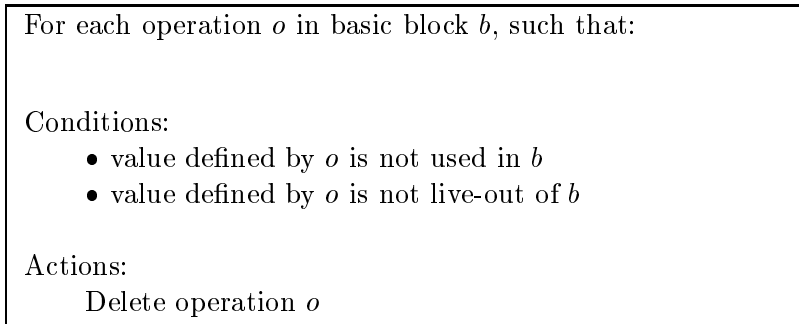 For each operation o in basic block b, such that:
Conditions:
• value defined by o is not used in b
• value defined by o is not live-out of b
Actions:
Delete operation o